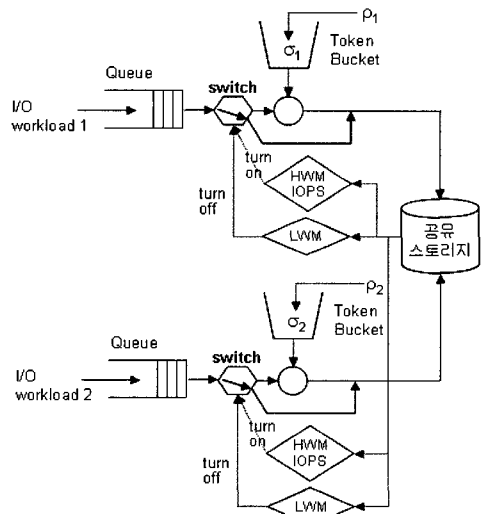 ρ1
σ1
Token
Bucket
Queue
switch
I/O
workload 1
turn
on
HWM
IOPS
turn
off
LWM
공뮤
스토리지
ρ2
σ2
Token
Bucket
Queue
switch
I/O
workload 2
turn
on
HWM
IOPS
turn
off
LWM